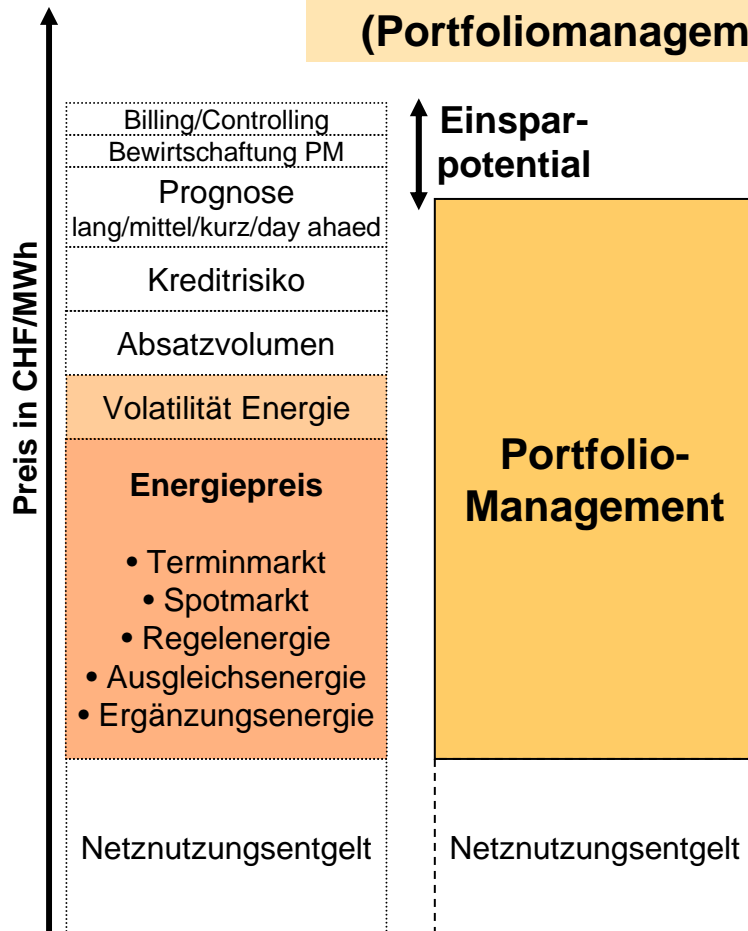 (Portfoliomanagem
Preis in CHF/MWh
Billing/Controlling
Bewirtschaftung PM
Prognose
lang/mittel/kurz/day ahaed
Kreditrisiko
Absatzvolumen
Volatilität Energie
Energiepreis
• Terminmarkt
• Spotmarkt
• Regelenergie
• Ausgleichsenergie
• Ergänzungsenergie
Netznutzungsentgelt
Einspar-
potential
Portfolio-
Management
Netznutzungsentgelt